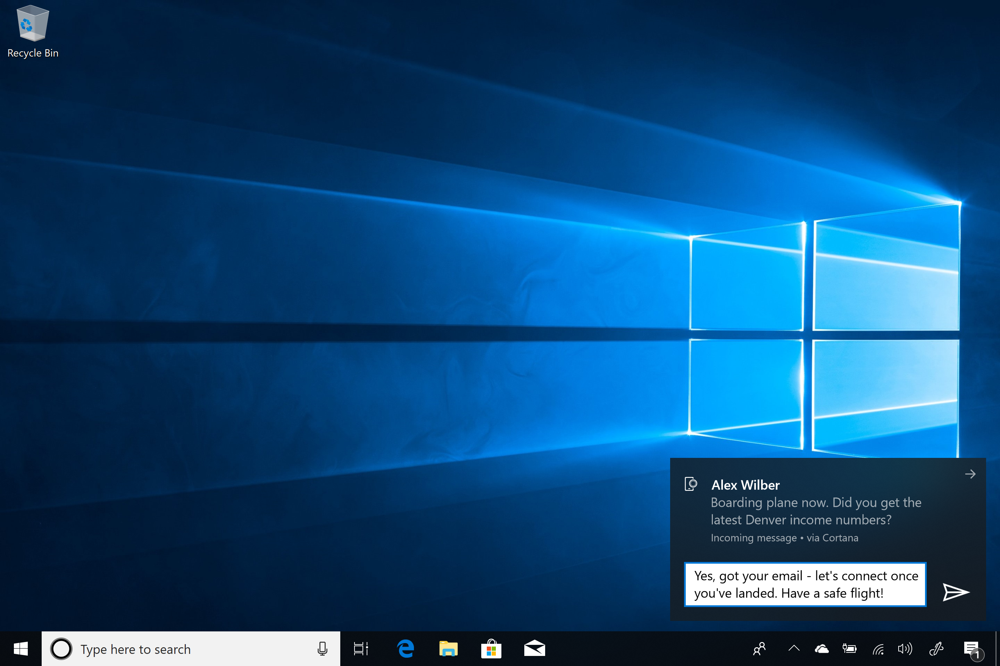 Recycle Bin
Alex Wilber
Boarding plane now. Did you get the
latest Denver income numbers?
Incoming message • via Cortana
Yes, got your email - let's connect once
you've landed. Have a safe flight!
Type here to search
1